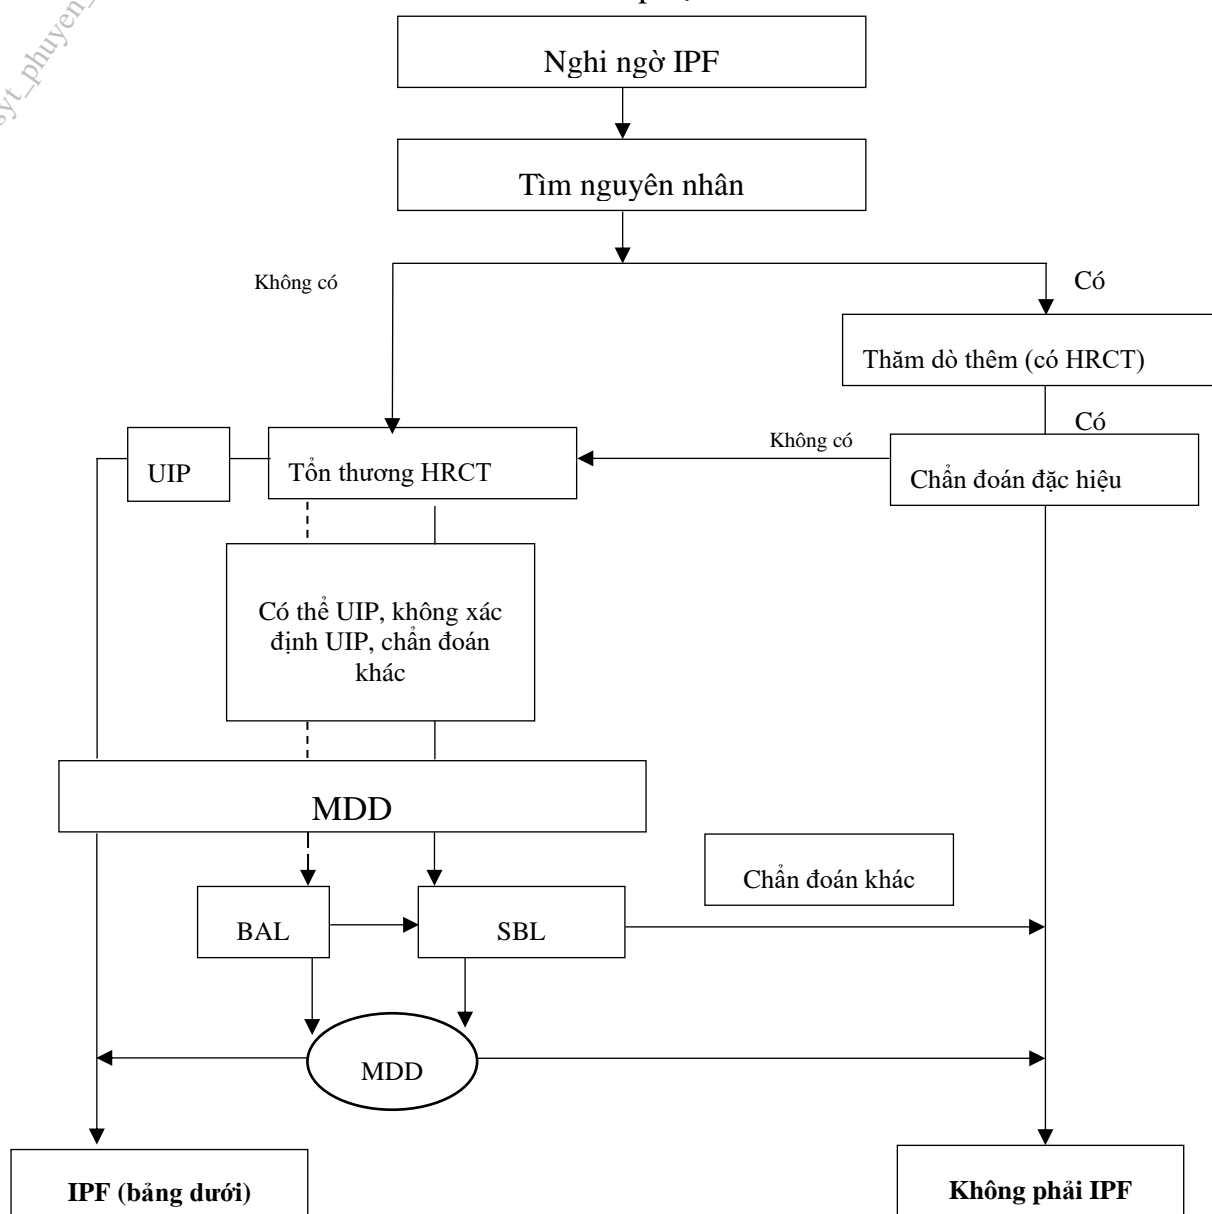 syt_phuyen_
Nghi ngờ IPF
Tìm nguyên nhân
Không có
Có
Thăm dò thêm (có HRCT)
Có
Không có
UIP
Tổn thương HRCT
Chẩn đoán đặc hiệu
Có thể UIP, không xác
định UIP, chẩn đoán
khác
MDD
Chẩn đoán khác
BAL
SBL
MDD
IPF (bảng dưới)
Không phải IPF